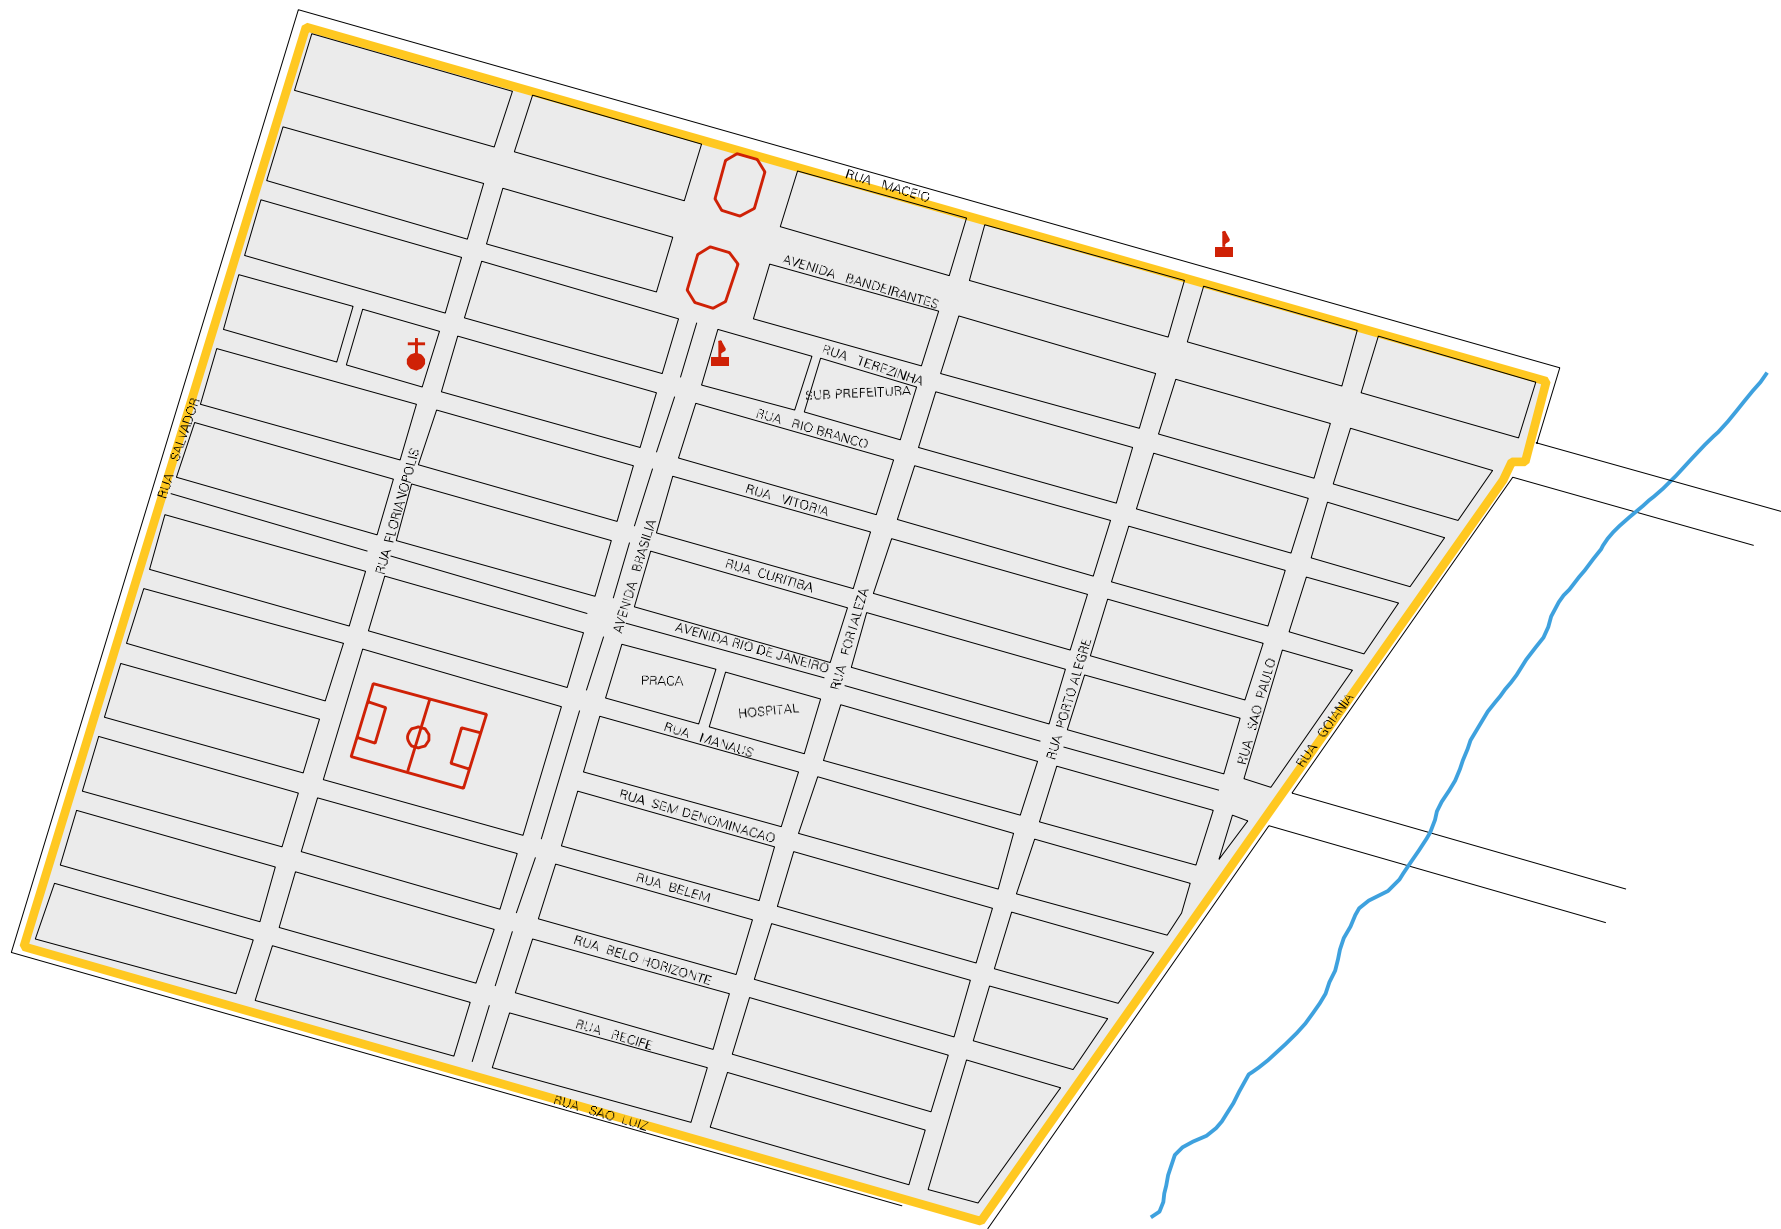 RUA MACEIO
AVENIDA BANDEIRANTES
RUA TEREZINHA
SUB PREFEITURA
RUA RIO BRANCO
RUA SALVADOR
RUA FLORIANOPOLIS
RUA VITORIA
AVENIDA BRASILIA
RUA CURITIBA
RUA FORTALEZA
AVENIDA RIO DE JANEIRO
PRACA
HOSPITAL
RUA PORTO ALEGRE
RUA SAO PAULO
RUA GOIANIA
RUA MANAUS
RUA SEM DENOMINACAO
RUA BELEM
RUA BELO HORIZONTE
RUA RECIFE
RUA SAO LUIZ